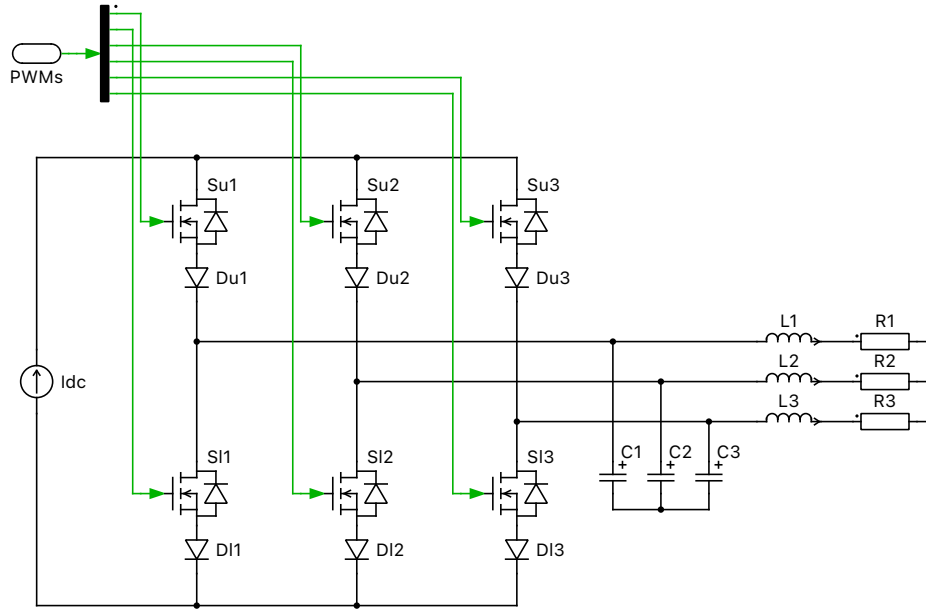 PWMs
Su1
Su2
Su3
Du1
Du2
Du3
L1
R1
Idc
L2
R2
L3
R3
Sl1
Sl2
Sl3
C1
C2
C3
+
+
+
Dl1
Dl2
Dl3